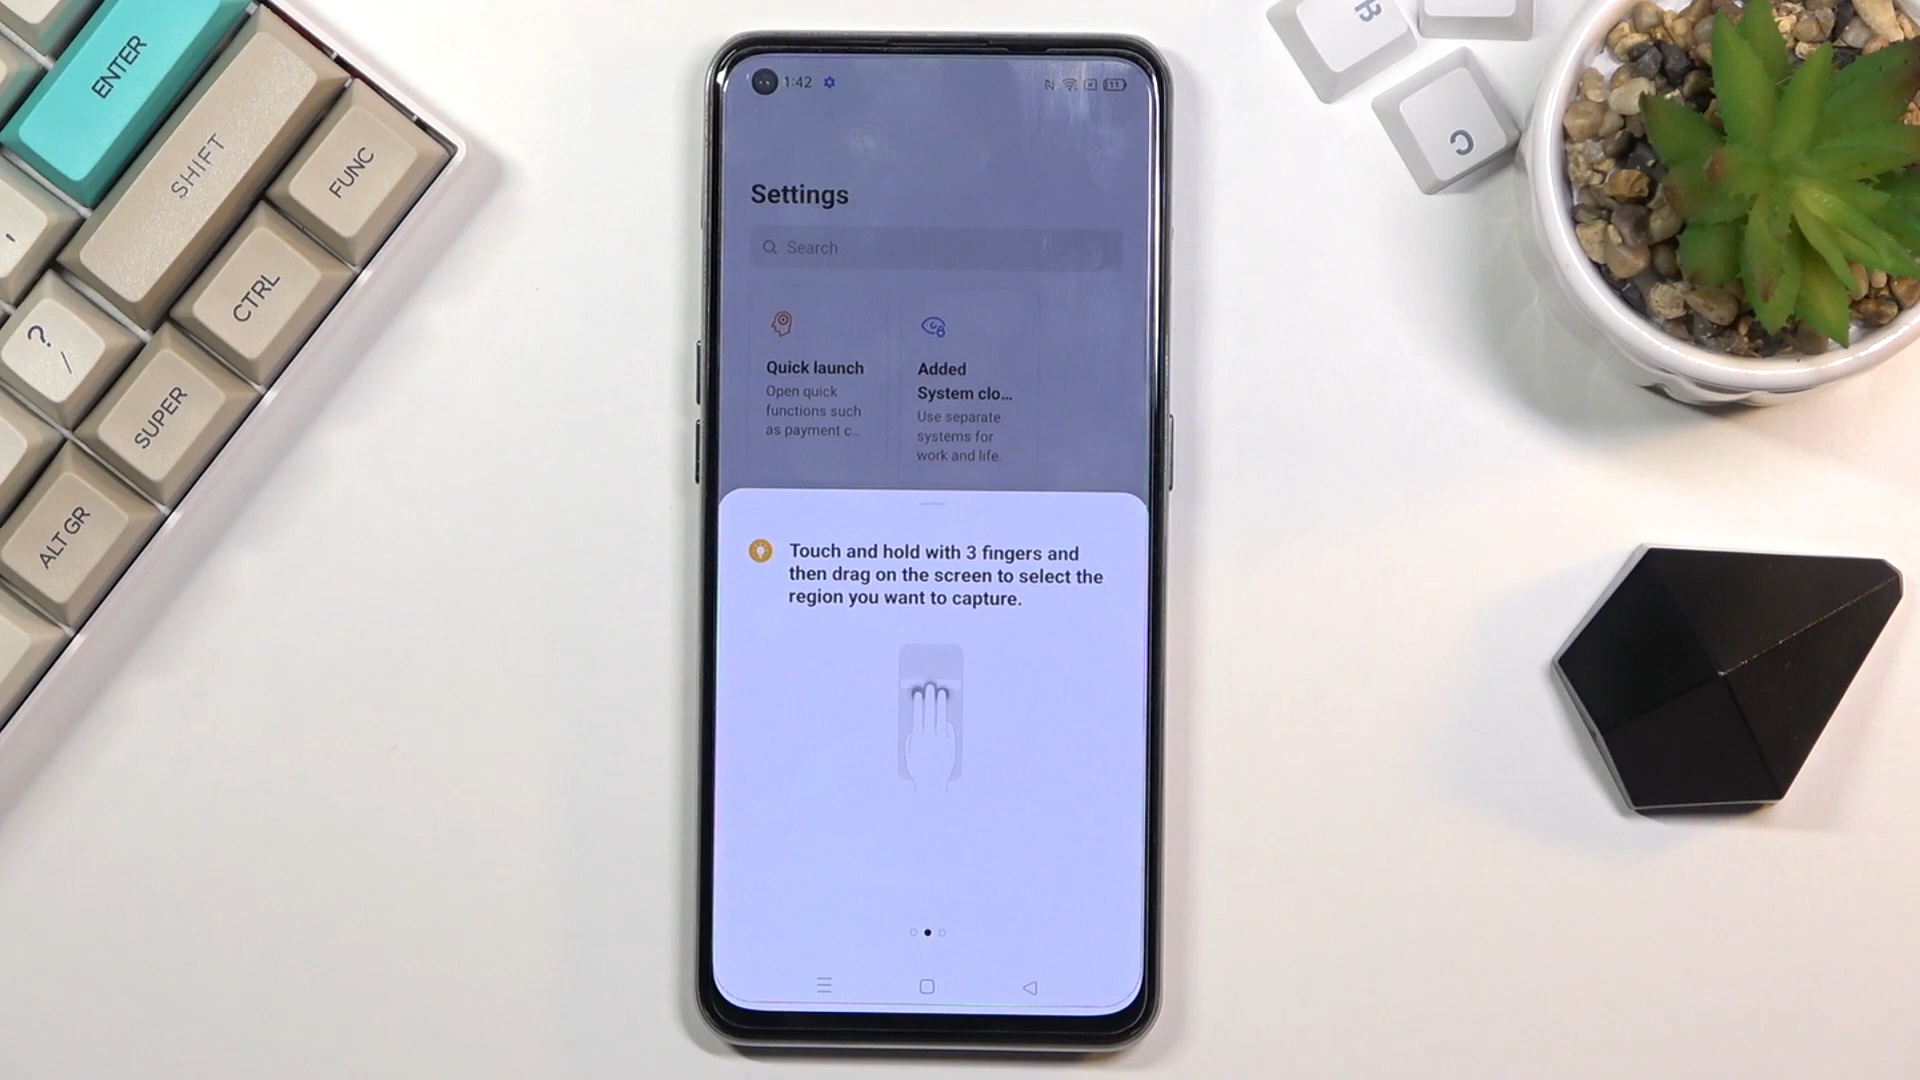 ENTER
SHIFT
FUNC
CTRL
?
/
SUPER
ALT GR
,
R
C
1:42
11
Settings
Search
Quick launch
Open quick
functions such
as payment c...
Added
System clo...
Use separate
systems for
work and life.
Touch and hold with 3 fingers and
then drag on the screen to select the
region you want to capture.